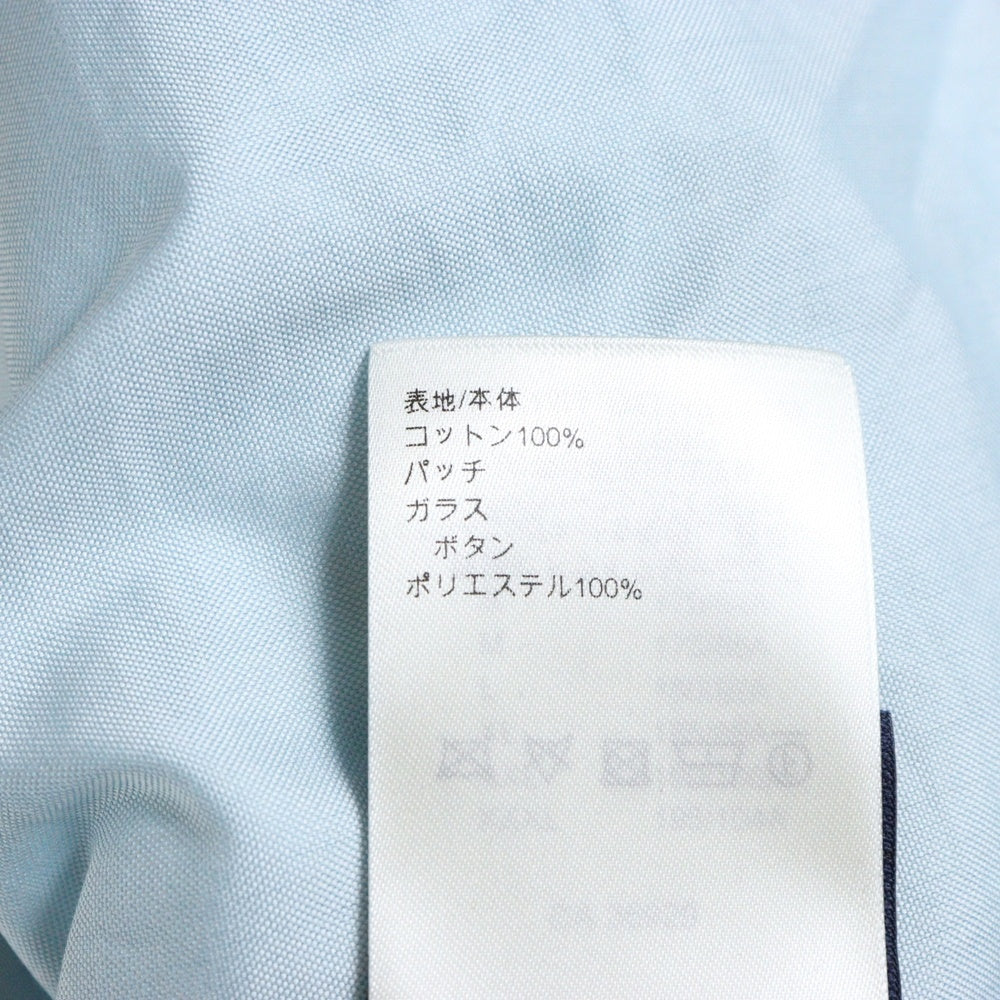 表地/本体
コットン100%
パッチ
ガラス
ボタン
ポリエステル100%